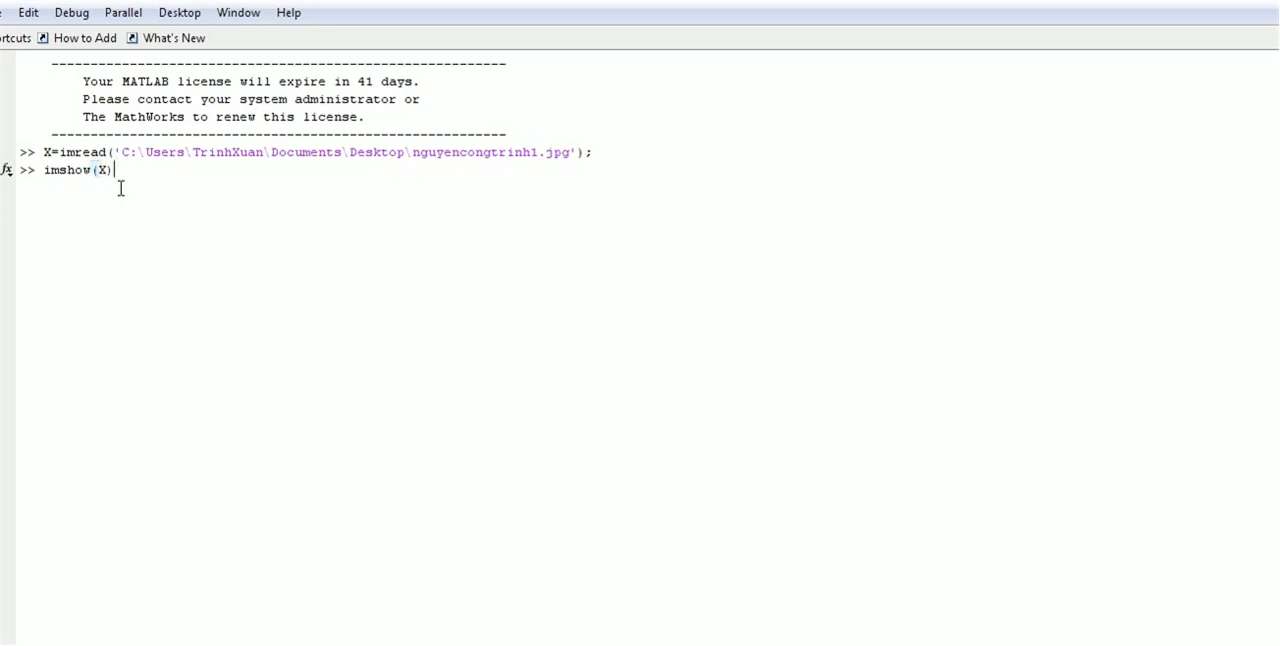 Edit Debug Parallel Desktop Window Help
rtcuts How to Add What's New
------------------------------------------------------------
Your MATLAB license will expire in 41 days.
Please contact your system administrator or
The MathWorks to renew this license.
------------------------------------------------------------
>> X=imread('C:\Users\TrinhXuan\Documents\Desktop\nguyencongtrinh1.jpg');
fx >> imshow(X)